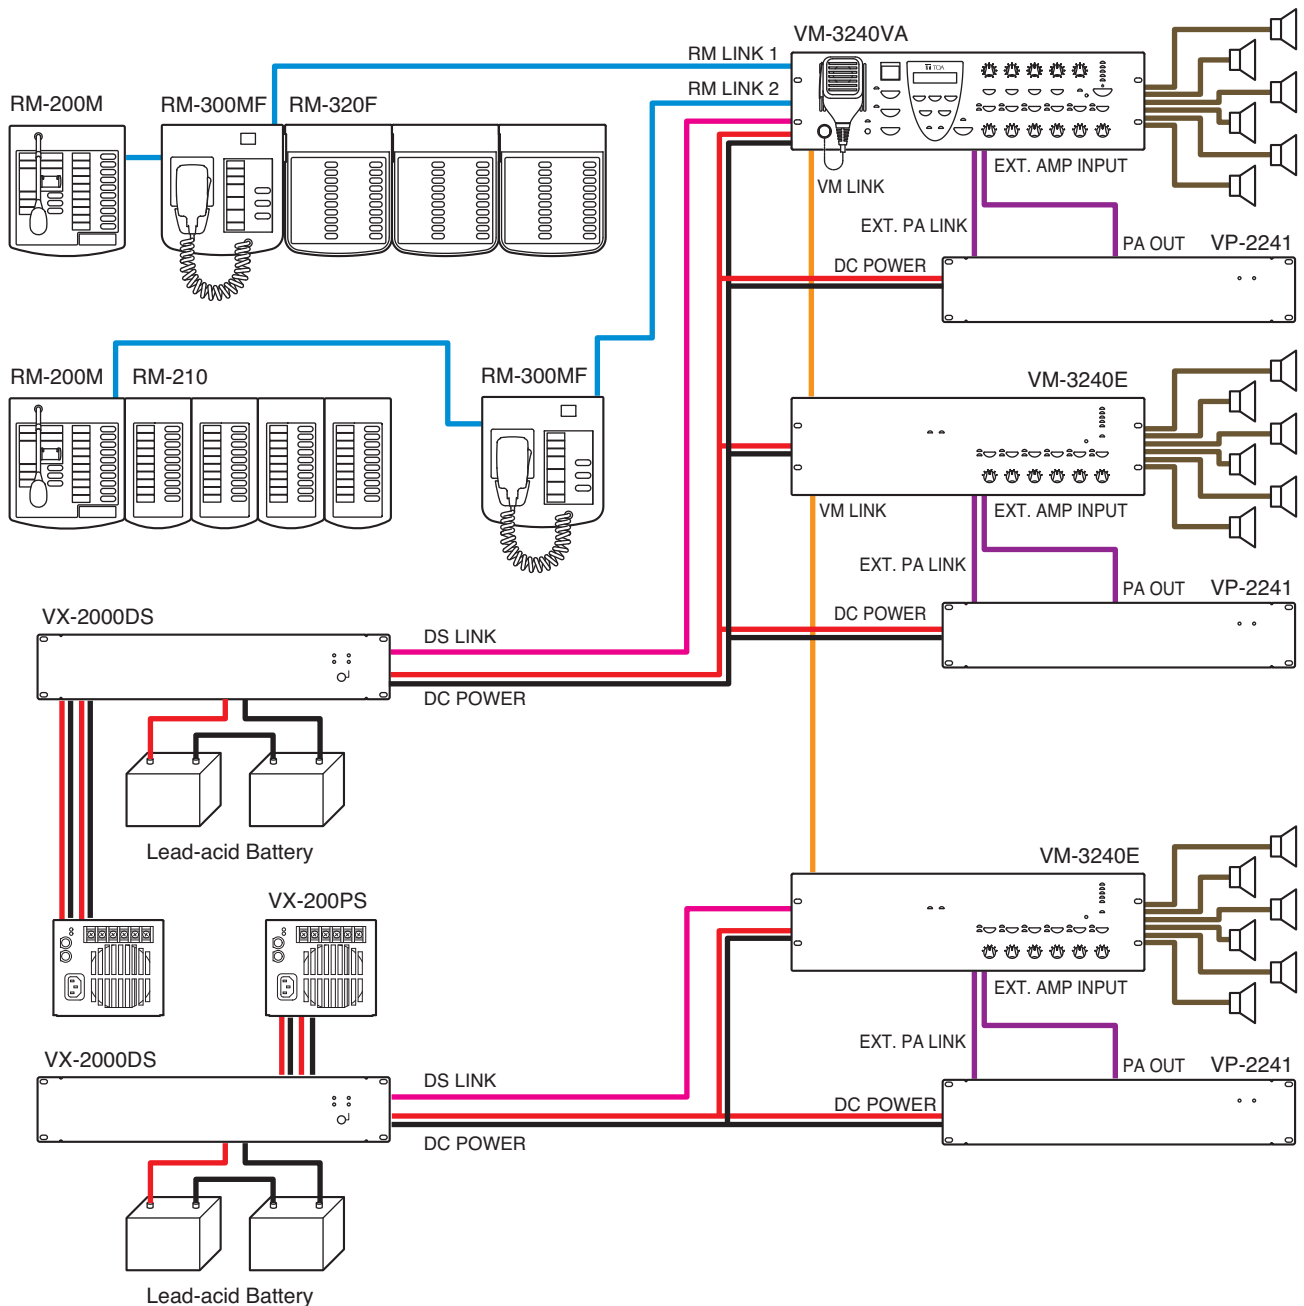 VM-3240VA
RM LINK 1
RM LINK 2
TOA
RM-200M
RM-300MF
RM-320F
VM LINK
EXT. AMP INPUT
EXT. PA LINK
PA OUT
VP-2241
DC POWER
RM-200M
RM-210
RM-300MF
VM-3240E
VM LINK
EXT. AMP INPUT
EXT. PA LINK
PA OUT
VP-2241
DC POWER
VX-2000DS
DS LINK
DC POWER
Lead-acid Battery
VM-3240E
VX-200PS
EXT. AMP INPUT
EXT. PA LINK
PA OUT
VP-2241
VX-2000DS
DS LINK
DC POWER
DC POWER
Lead-acid Battery